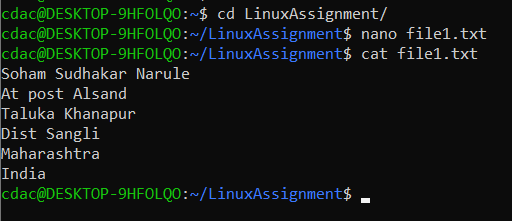 cdac@DESKTOP-9HFOLQO:~$ cd LinuxAssignment/
cdac@DESKTOP-9HFOLQO:~/LinuxAssignment$ nano file1.txt
cdac@DESKTOP-9HFOLQO:~/LinuxAssignment$ cat file1.txt
Soham Sudhakar Narule
At post Alsand
Taluka Khanapur
Dist Sangli
Maharashtra
India
cdac@DESKTOP-9HFOLQO:~/LinuxAssignment$